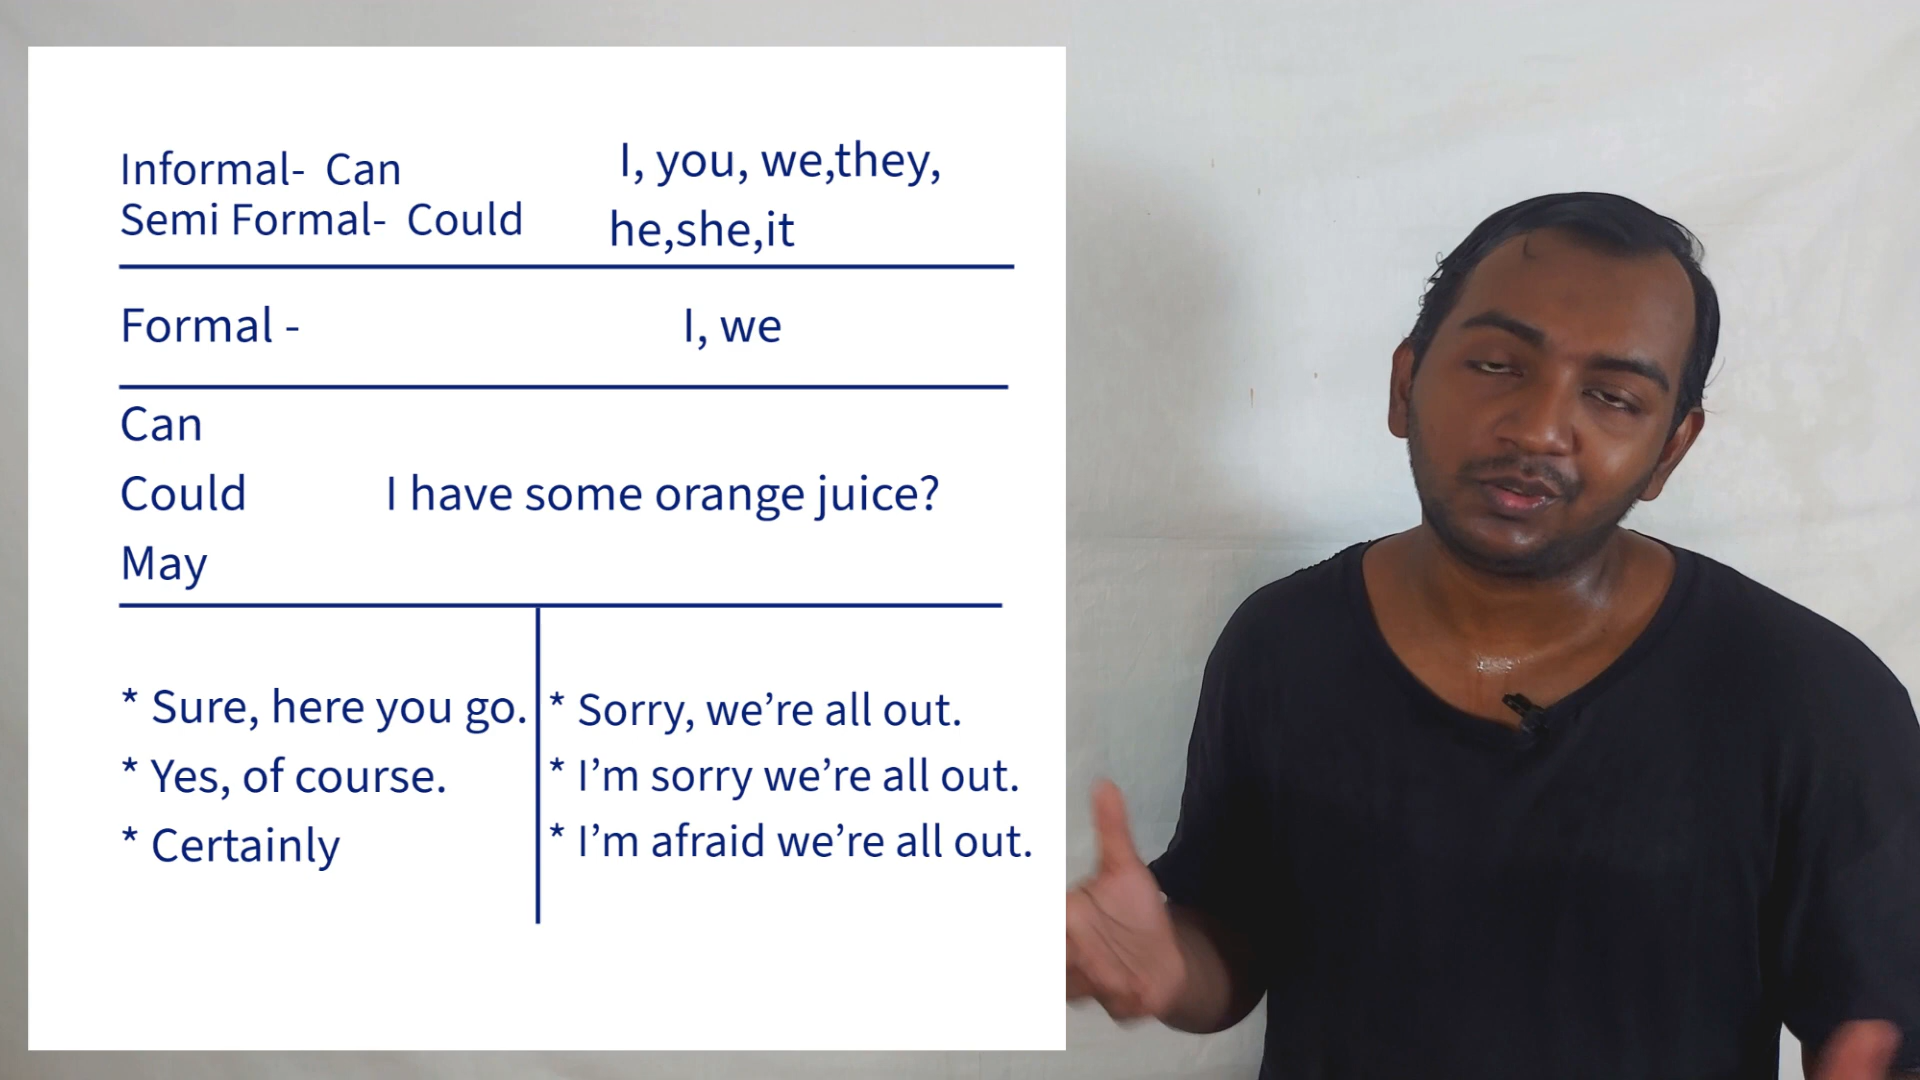 Informal- Can
Semi Formal- Could
I, you, we,they,
he,she,it
Formal - I, we
Can
Could I have some orange juice?
May
* Sure, here you go.
* Yes, of course.
* Certainly
* Sorry, we’re all out.
* I’m sorry we’re all out.
* I’m afraid we’re all out.